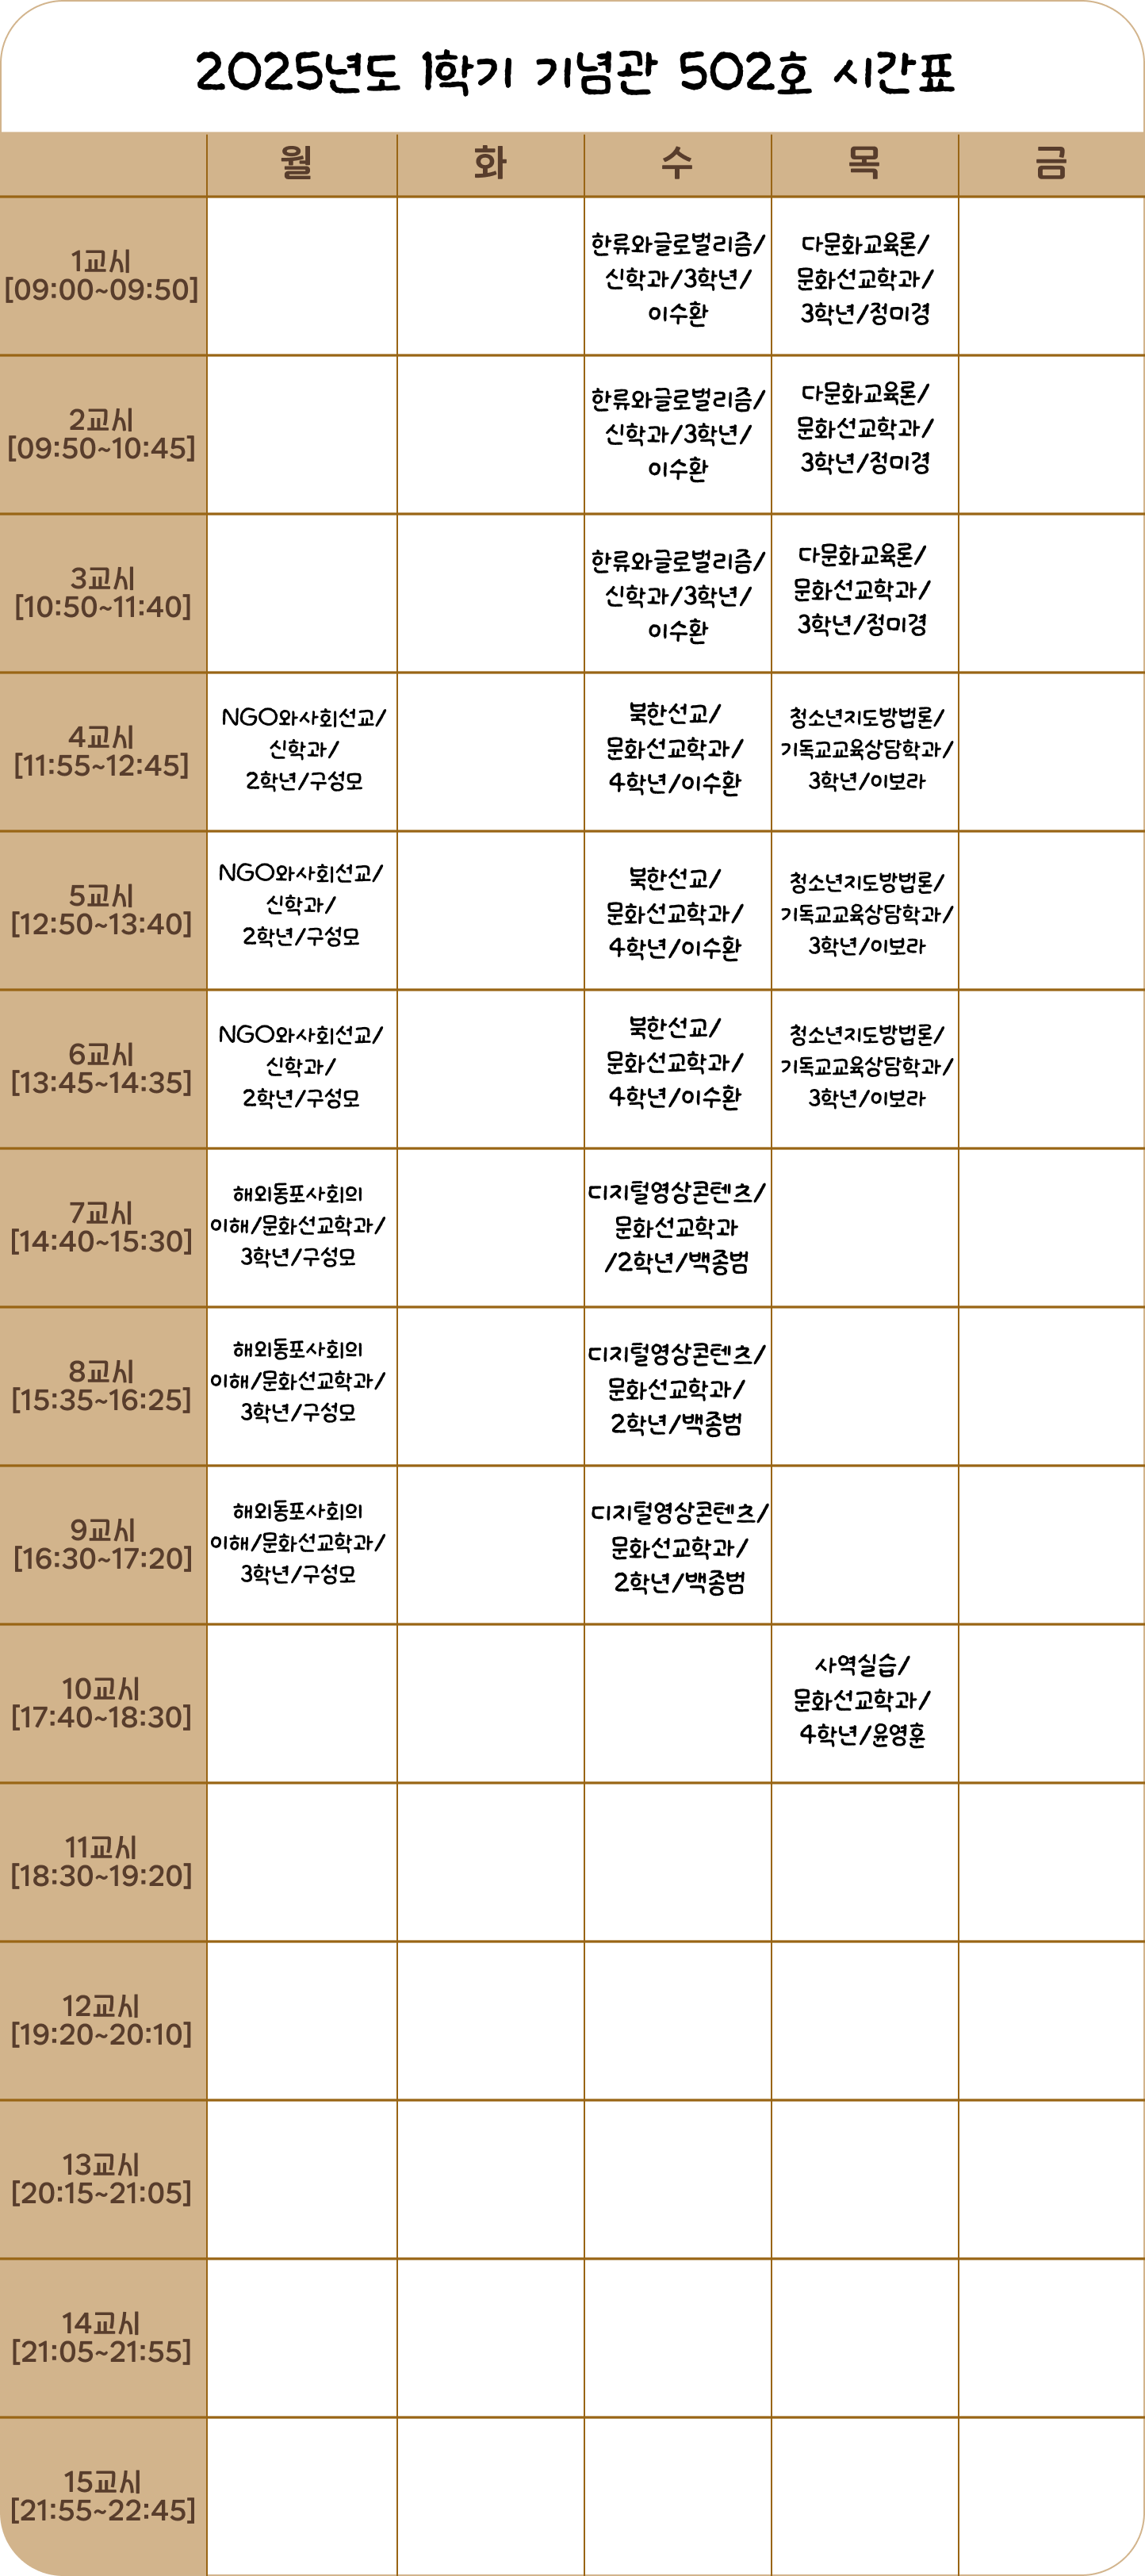 2025년도 1학기 기념관 502호 시간표
월 화 수 목 금
1교시
[09:00~09:50]
한류와글로벌리즘/
신학과/3학년/
이수환
다문화교육론/
문화선교학과/
3학년/정미경
2교시
[09:50~10:45]
한류와글로벌리즘/
신학과/3학년/
이수환
다문화교육론/
문화선교학과/
3학년/정미경
3교시
[10:50~11:40]
한류와글로벌리즘/
신학과/3학년/
이수환
다문화교육론/
문화선교학과/
3학년/정미경
4교시
[11:55~12:45]
NGO와사회선교/
신학과/
2학년/구성모
북한선교/
문화선교학과/
4학년/이수환
청소년지도방법론/
기독교교육상담학과/
3학년/이보라
5교시
[12:50~13:40]
NGO와사회선교/
신학과/
2학년/구성모
북한선교/
문화선교학과/
4학년/이수환
청소년지도방법론/
기독교교육상담학과/
3학년/이보라
6교시
[13:45~14:35]
NGO와사회선교/
신학과/
2학년/구성모
북한선교/
문화선교학과/
4학년/이수환
청소년지도방법론/
기독교교육상담학과/
3학년/이보라
7교시
[14:40~15:30]
해외동포사회의
이해/문화선교학과/
3학년/구성모
디지털영상콘텐츠/
문화선교학과
/2학년/백종범
8교시
[15:35~16:25]
해외동포사회의
이해/문화선교학과/
3학년/구성모
디지털영상콘텐츠/
문화선교학과/
2학년/백종범
9교시
[16:30~17:20]
해외동포사회의
이해/문화선교학과/
3학년/구성모
디지털영상콘텐츠/
문화선교학과/
2학년/백종범
10교시
[17:40~18:30]
사역실습/
문화선교학과/
4학년/윤영훈
11교시
[18:30~19:20]
12교시
[19:20~20:10]
13교시
[20:15~21:05]
14교시
[21:05~21:55]
15교시
[21:55~22:45]